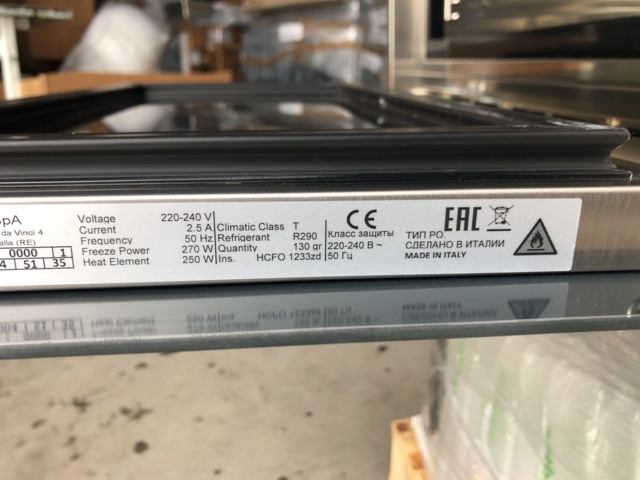 SpA
da Vinci 4
alla (RE)
0000 1
4 51 35
Voltage 220-240 V
Current 2.5 A
Frequency 50 Hz
Freeze Power 270 W
Heat Element 250 W
Climatic Class T
Refrigerant R290
Quantity 130 gr
Ins. HCFO 1233zd
CE
Класс защиты
220-240 В ~
50 Гц
EAC
ТИП РО.
СДЕЛАНО В ИТАЛИИ
MADE IN ITALY